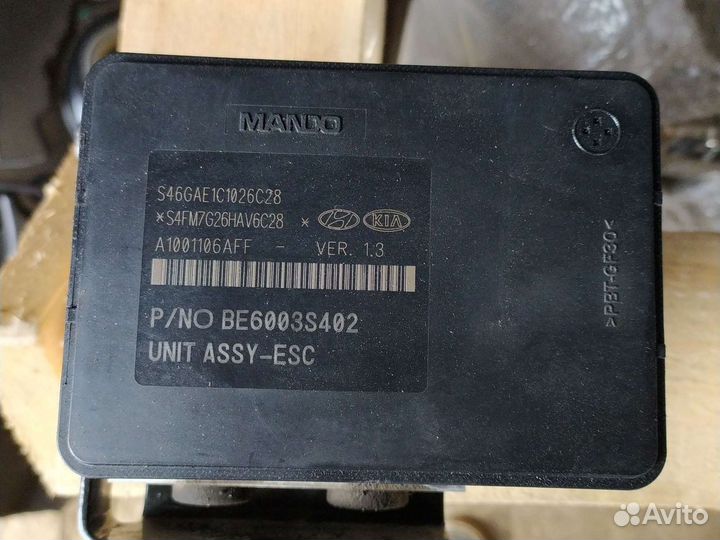 MANDO
S46GAE1C1026C28
*S4FM7G26HAV6C28 *
KIA
A1001106AFF - VER. 1.3
P/NO BE6003S402
UNIT ASSY-ESC
>PBT-GF30<
Avito